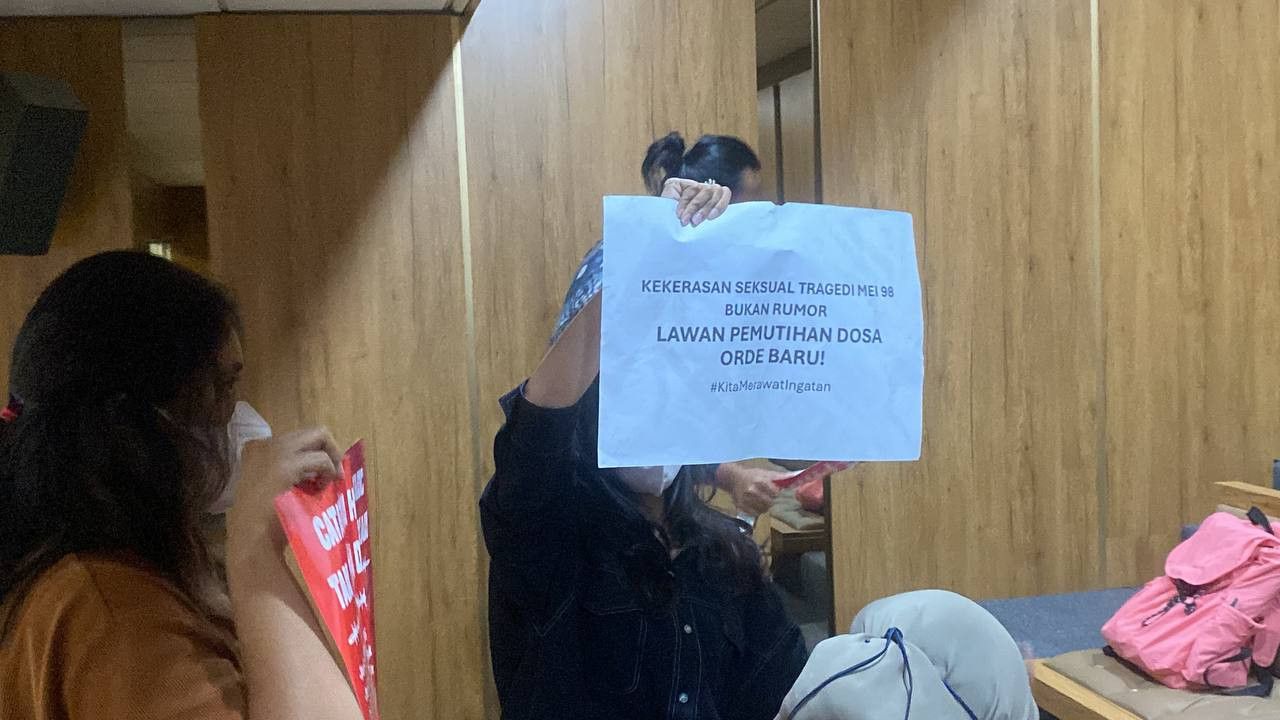 KEKERASAN SEKSUAL TRAGEDI MEI 98
BUKAN RUMOR
LAWAN PEMUTIHAN DOSA
ORDE BARU!
#KitaMerawatIngatan